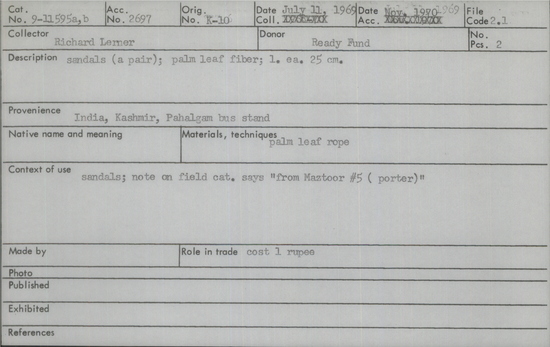 Cat. Acc. Orig. Date July 11, 1969 Date Nov. 1970 File
No. 9-11595a,b No. 2697 No. K-10 Coll. Acc. Code 2.1
Collector Donor No.
Richard Lerner Ready Fund Pcs. 2
Description sandals (a pair); palm leaf fiber; l. ea. 25 cm.
Provenience
India, Kashmir, Pahalgam bus stand
Native name and meaning Materials, techniques
palm leaf rope
Context of use
sandals; note on field cat. says "from Maztoor #5 ( porter)"
Made by Role in trade cost 1 rupee
Photo
Published
Exhibited
References